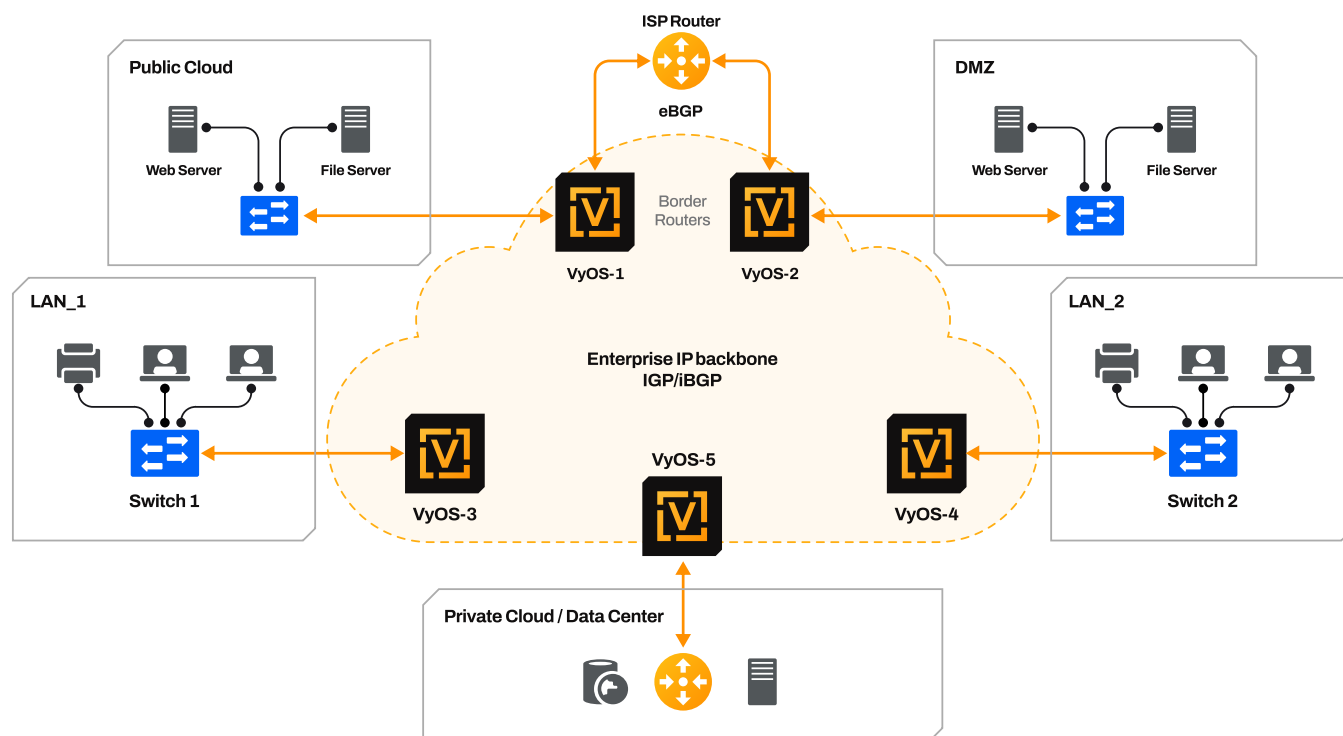 ISP Router
Public Cloud
DMZ
eBGP
Web Server
File Server
Web Server
File Server
Border
Routers
VyOS-1
VyOS-2
LAN_1
LAN_2
Enterprise IP backbone
IGP/iBGP
VyOS-5
Switch 1
VyOS-3
VyOS-4
Switch 2
Private Cloud / Data Center